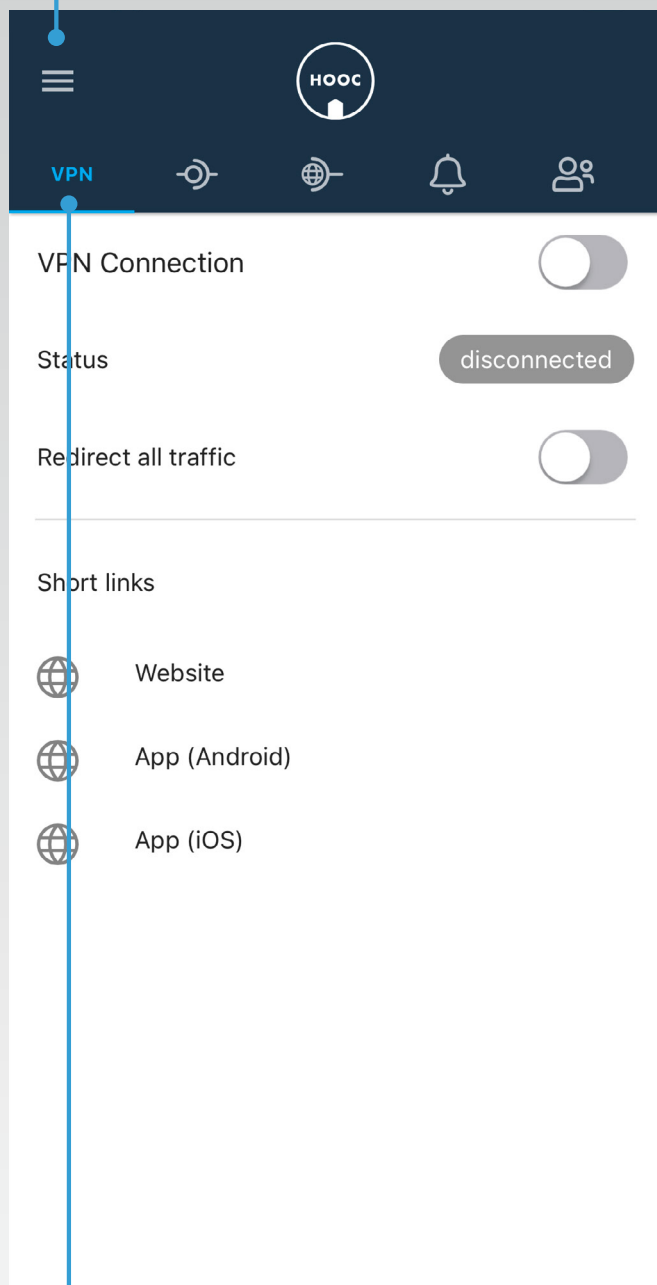 HOOC
VPN
VPN Connection
Status
disconnected
Redirect all traffic
Short links
Website
App (Android)
App (iOS)